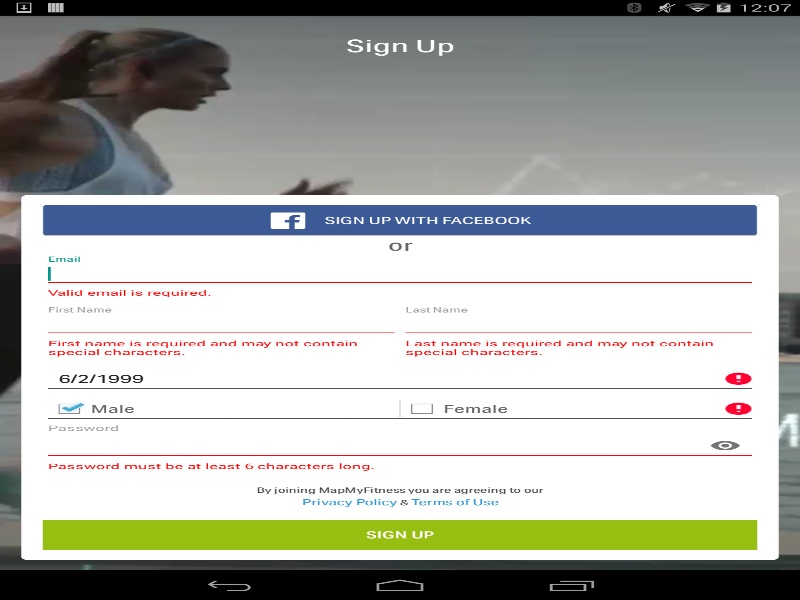 12:07
Sign Up
SIGN UP WITH FACEBOOK
or
Email
Valid email is required.
First Name
Last Name
First name is required and may not contain
special characters.
Last name is required and may not contain
special characters.
6/2/1999
Male
Female
Password
Password must be at least 6 characters long.
By joining MapMyFitness you are agreeing to our
Privacy Policy & Terms of Use
SIGN UP